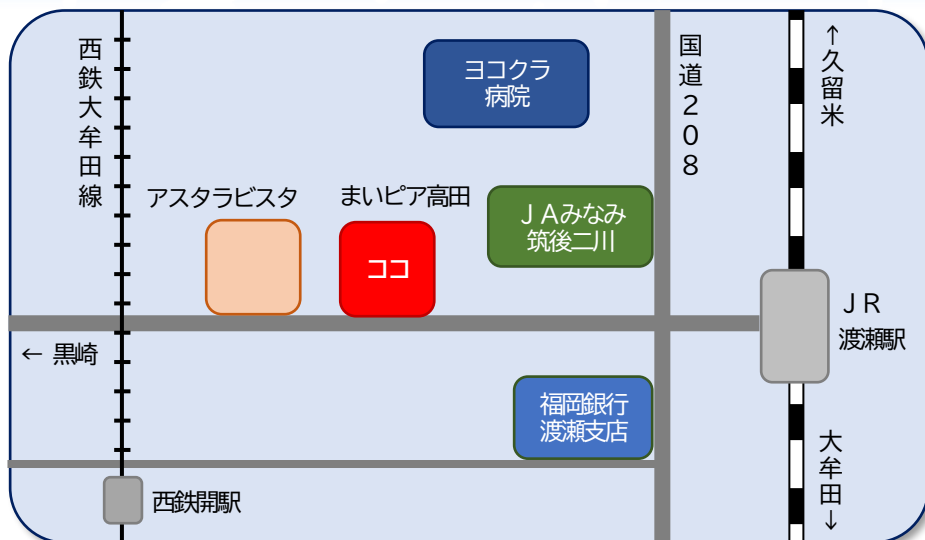 西鉄大牟田線
ヨコクラ
病院
国道208
↑久留米
アスタラビスタ
まいピア高田
JAみなみ
筑後二川
ココ
JR
渡瀬駅
← 黒崎
福岡銀行
渡瀬支店
大牟田↓
西鉄開駅